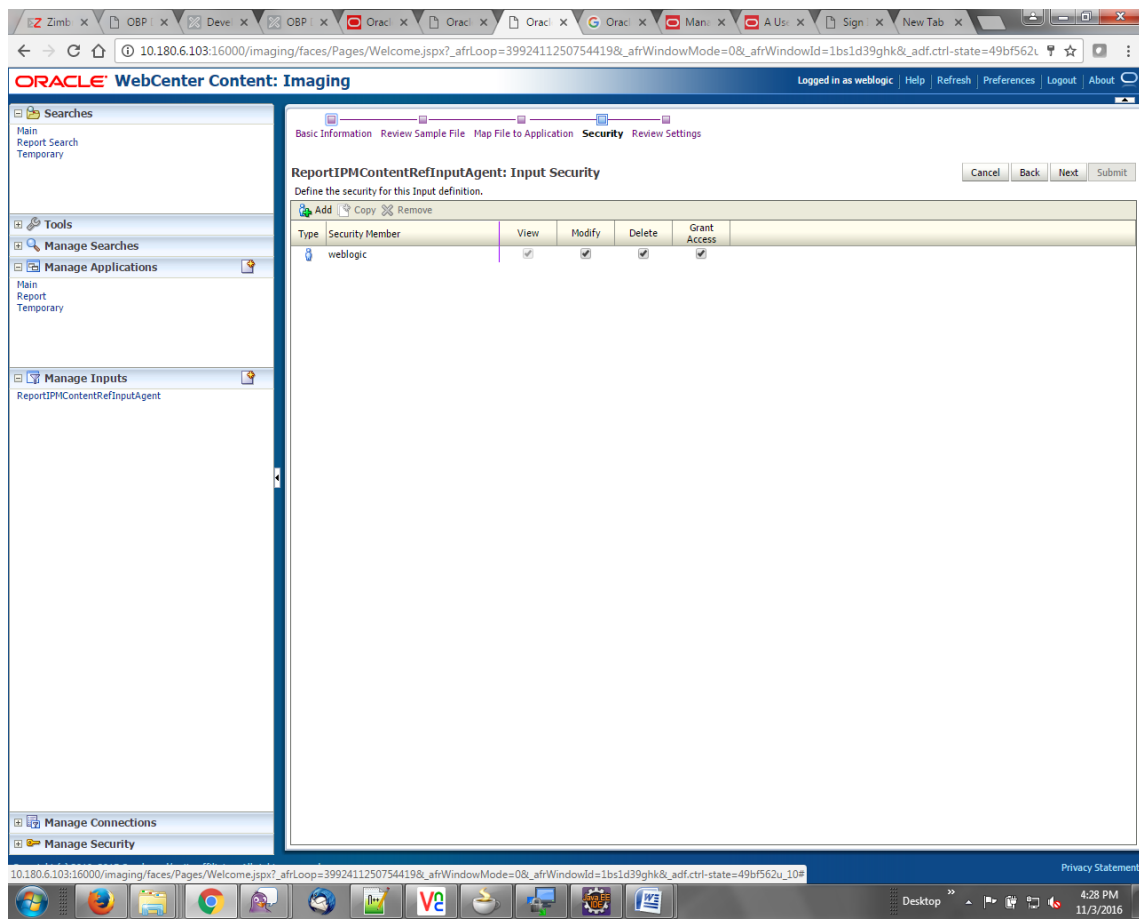 Zimb
OBP
Devel
OBP
Oracl
Oracl
Oracl
Oracl
Man
A Us
Sign
New Tab
10.180.6.103:16000/imaging/faces/Pages/Welcome.jspx?_afrLoop=3992411250754419&_afrWindowMode=0&_afrWindowId=1bs1d39ghk&_adf.ctrl-state=49bf562u
ORACLE WebCenter Content: Imaging
Logged in as weblogic Help Refresh Preferences Logout About
Searches
Main
Report Search
Temporary
Tools
Manage Searches
Manage Applications
Main
Report
Temporary
Manage Inputs
ReportIPMContentRefInputAgent
Manage Connections
Manage Security
Basic Information Review Sample File Map File to Application Security Review Settings
ReportIPMContentRefInputAgent: Input Security
Cancel Back Next Submit
Define the security for this Input definition.
Add Copy Remove
Type Security Member View Modify Delete Grant Access
weblogic
10.180.6.103:16000/imaging/faces/Pages/Welcome.jspx?_afrLoop=3992411250754419&_afrWindowMode=0&_afrWindowId=1bs1d39ghk&_adf.ctrl-state=49bf562u_10#
Privacy Statement
Desktop
4:28 PM
11/3/2016